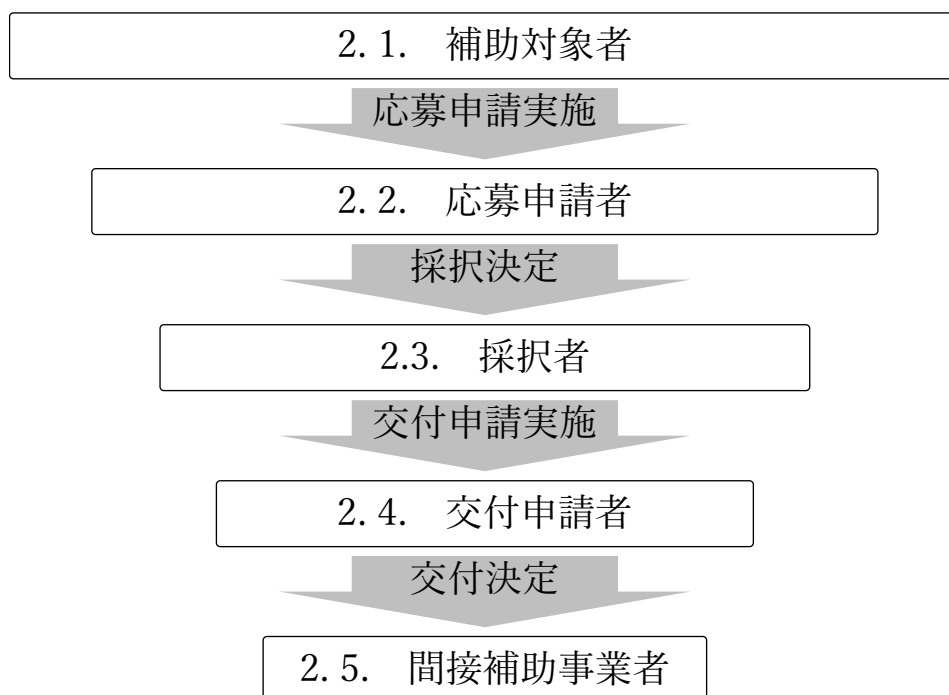 2.1. 補助対象者
応募申請実施
2.2. 応募申請者
採択決定
2.3. 採択者
交付申請実施
2.4. 交付申請者
交付決定
2.5. 間接補助事業者